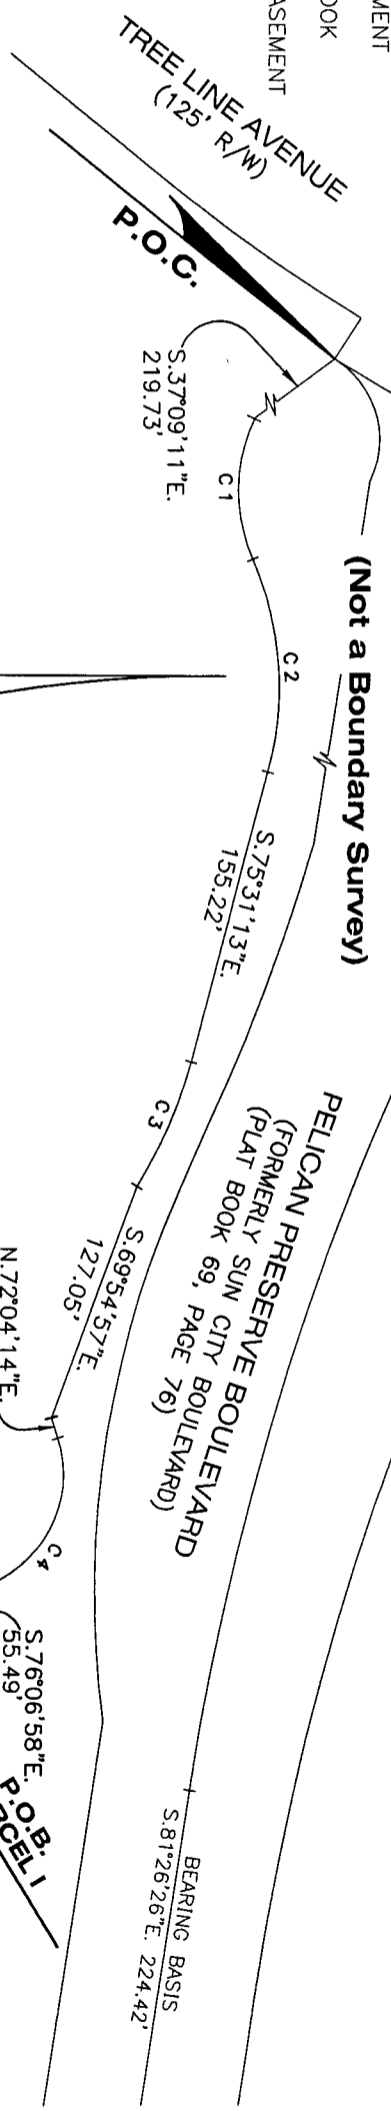 MENT
OOK
ASEMENT
TREE LINE AVENUE
(125' R/W)
P.O.C.
S.37°09'11"E.
219.73'
C1
(Not a Boundary Survey)
C2
S.75°31'13"E.
155.22'
C3
PELICAN PRESERVE BOULEVARD
(FORMERLY SUN CITY BOULEVARD)
(PLAT BOOK 69, PAGE 76)
S.69°54'57"E.
127.05'
N.72°04'14"E.
C4
S.76°06'58"E.
55.49'
P.O.B.
RCEL I
BEARING BASIS
S.81°26'26"E. 224.42'